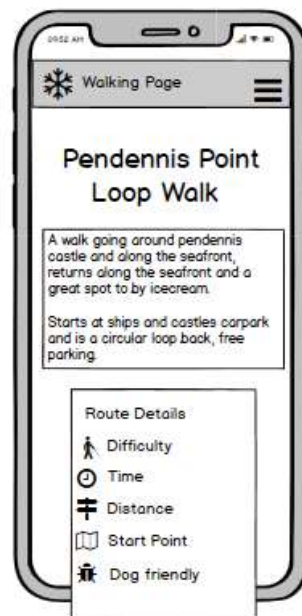 09:52 AM
Walking Page
Pendennis Point
Loop Walk
A walk going around pendennis
castle and along the seafront,
returns along the seafront and a
great spot to by icecream.
Starts at ships and castles carpark
and is a circular loop back, free
parking.
Route Details
Difficulty
Time
Distance
Start Point
Dog friendly